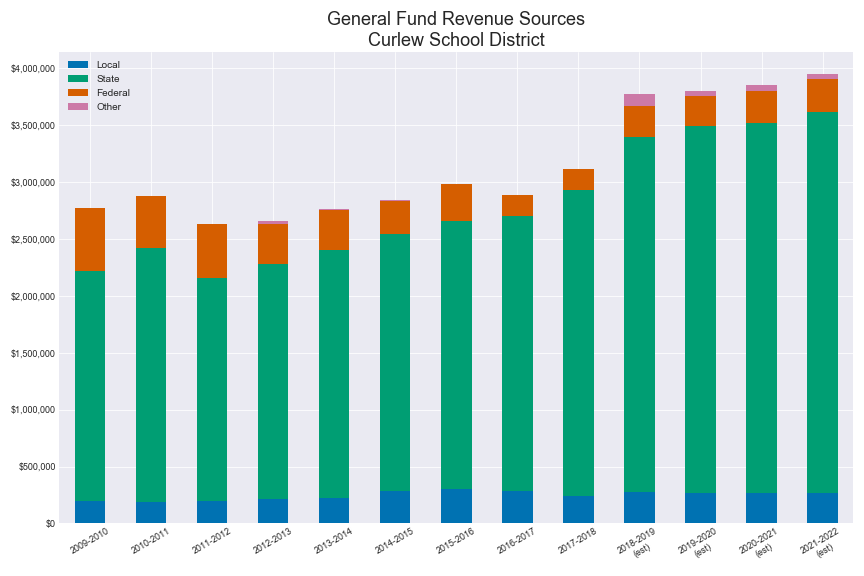 General Fund Revenue Sources
Curlew School District
Local
State
Federal
Other
$4,000,000
$3,500,000
$3,000,000
$2,500,000
$2,000,000
$1,500,000
$1,000,000
$500,000
$0
2009-2010
2010-2011
2011-2012
2012-2013
2013-2014
2014-2015
2015-2016
2016-2017
2017-2018
2018-2019
(est)
2019-2020
(est)
2020-2021
(est)
2021-2022
(est)